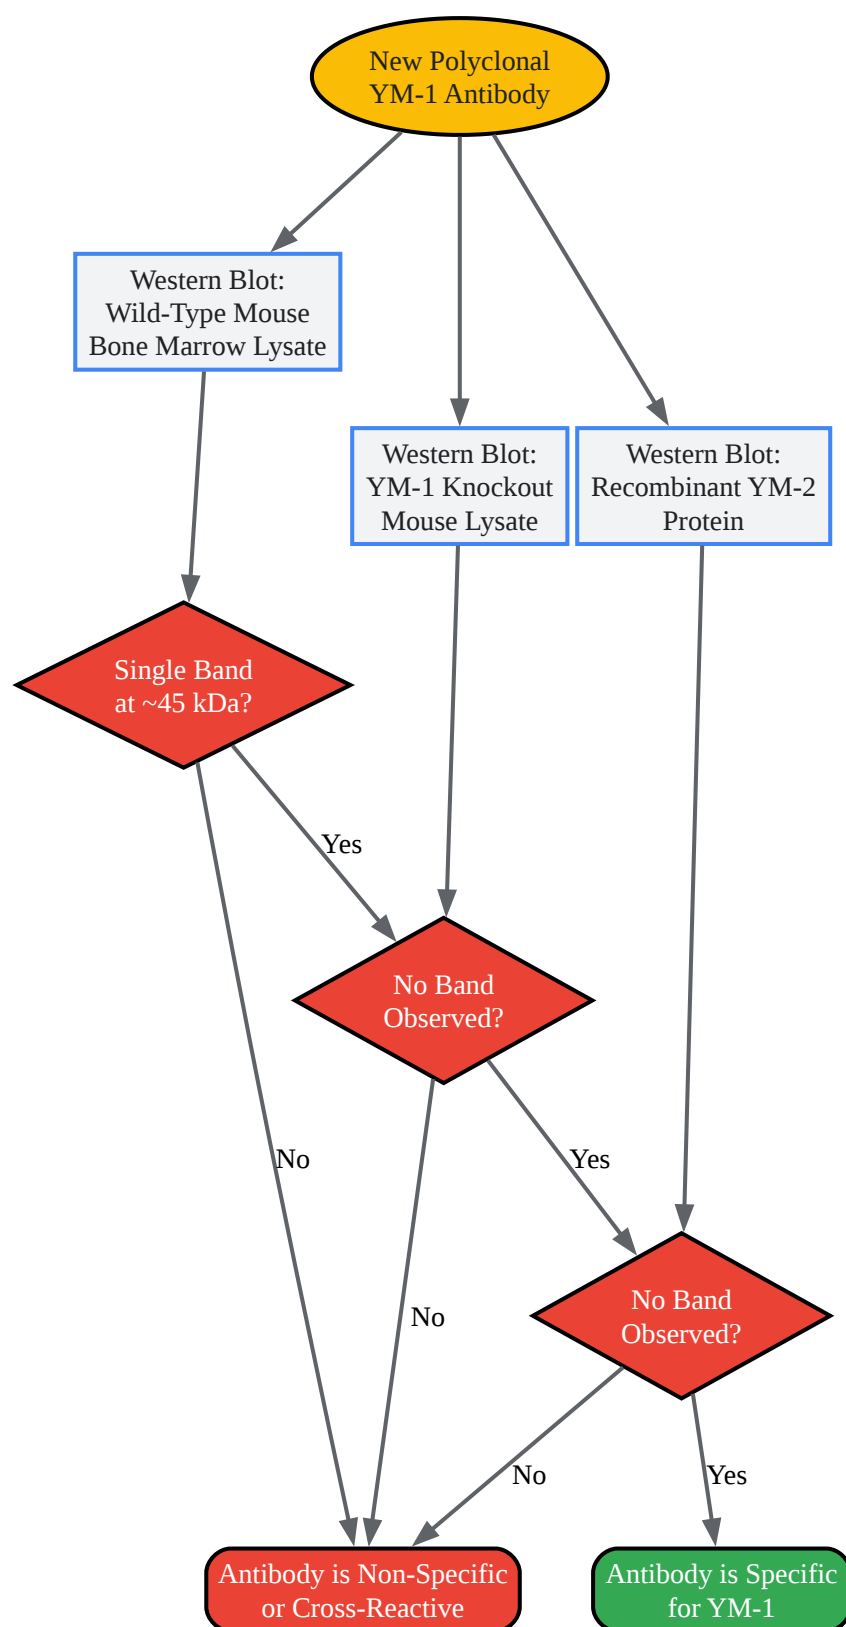 New Polyclonal
YM-1 Antibody
Western Blot:
Wild-Type Mouse
Bone Marrow Lysate
Western Blot:
YM-1 Knockout
Mouse Lysate
Western Blot:
Recombinant YM-2
Protein
Single Band
at ~45 kDa?
Yes
No Band
Observed?
No
Yes
No
No Band
Observed?
No
Yes
Antibody is Non-Specific
or Cross-Reactive
Antibody is Specific
for YM-1